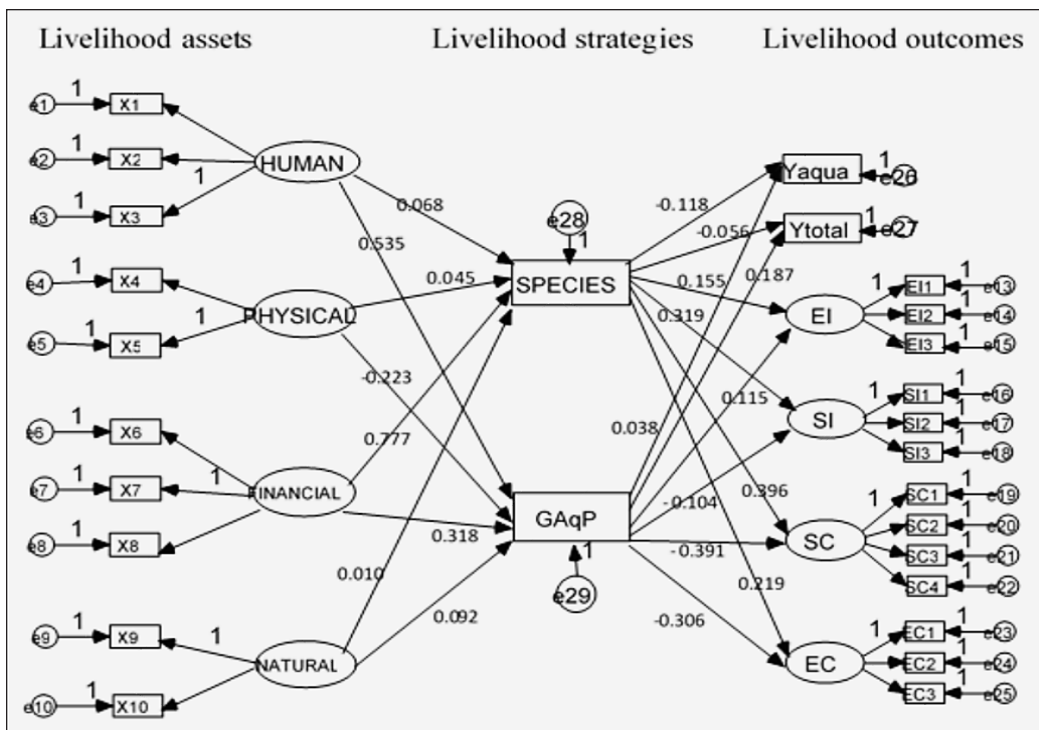 Livelihood assets
Livelihood strategies
Livelihood outcomes
e1 1 X1
e2 1 X2
e3 1 X3
1
HUMAN
e4 1 X4
e5 1 X5
1
PHYSICAL
e6 1 X6
e7 1 X7
e8 1 X8
1
FINANCIAL
e9 1 X9
e10 1 X10
1
NATURAL
0.068
0.535
0.045
-0.223
0.777
0.318
0.010
0.092
e28
1
SPECIES
GAqP
1
e29
-0.118
-0.056
0.155
0.187
0.319
0.115
0.038
-0.104
0.396
-0.391
0.219
-0.306
Yaqua 1 e26
Ytotal 1 e27
EI
1
EI1 1 e13
EI2 1 e14
EI3 1 e15
SI
1
SI1 1 e16
SI2 1 e17
SI3 1 e18
SC
1
SC1 1 e19
SC2 1 e20
SC3 1 e21
SC4 1 e22
EC
1
EC1 1 e23
EC2 1 e24
EC3 1 e25